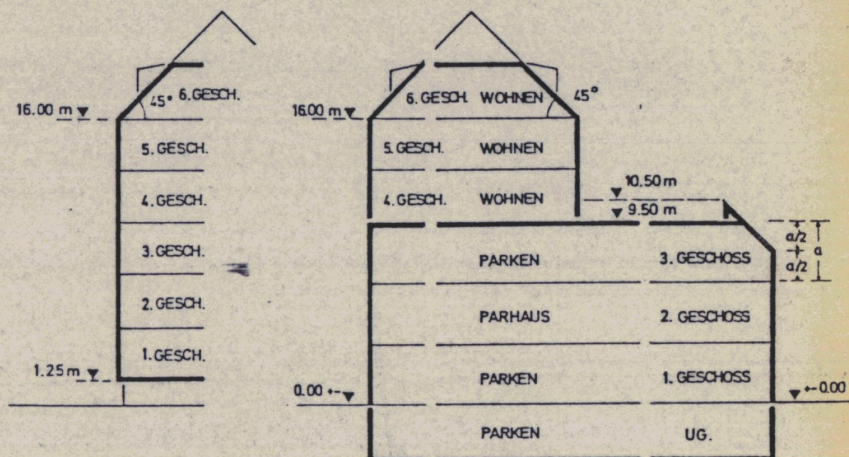 45° 6. GESCH.
16.00 m
5. GESCH.
4. GESCH.
3. GESCH.
2. GESCH.
1. GESCH.
1.25 m
6. GESCH. WOHNEN 45°
16.00 m
5. GESCH. WOHNEN
4. GESCH. WOHNEN
10.50 m
9.50 m
a/2
a
a/2
PARKEN 3. GESCHOSS
PARHAUS 2. GESCHOSS
PARKEN 1. GESCHOSS
0.00 +-
+-0.00
PARKEN UG.